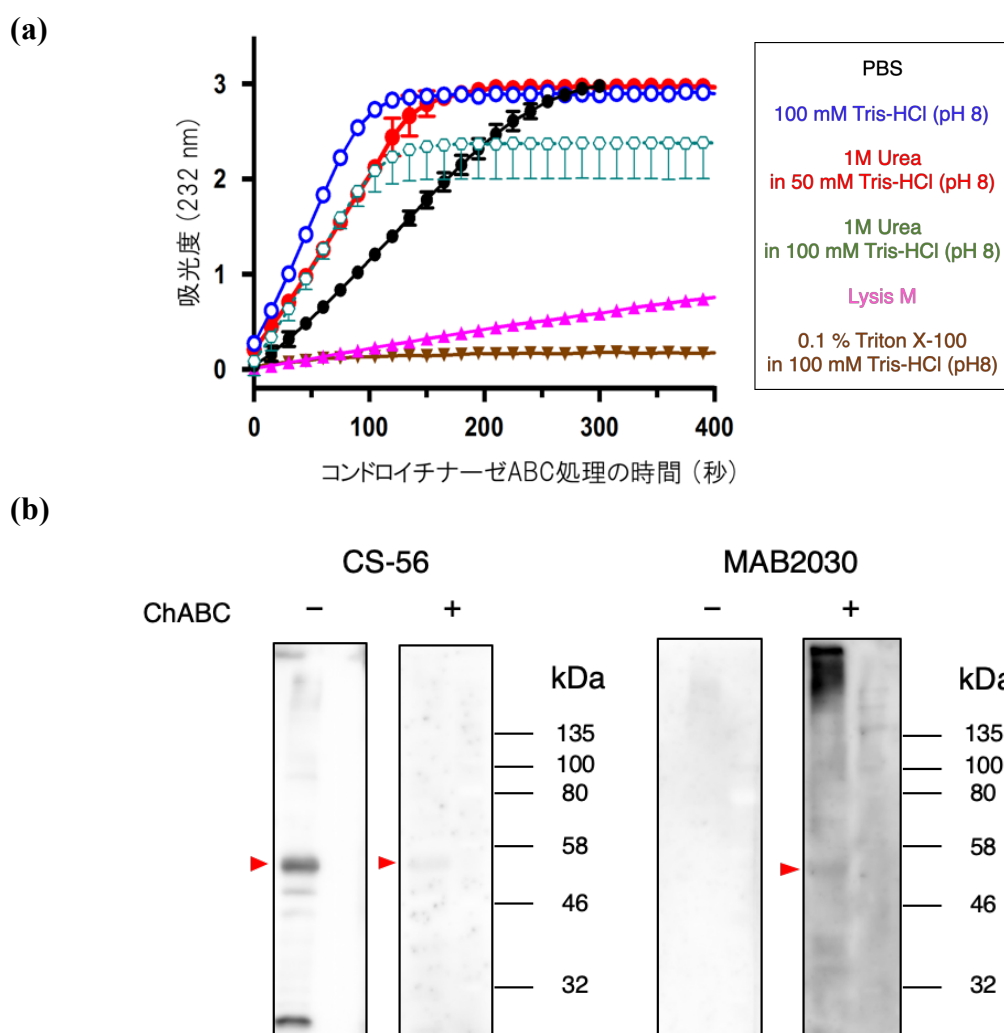 (a)
3
2
1
0
吸光度 (232 nm)
0 100 200 300 400
コンドロイチナーゼABC処理の時間 (秒)
PBS
100 mM Tris-HCl (pH 8)
1M Urea
in 50 mM Tris-HCl (pH 8)
1M Urea
in 100 mM Tris-HCl (pH 8)
Lysis M
0.1 % Triton X-100
in 100 mM Tris-HCl (pH8)
(b)
CS-56 MAB2030
ChABC − + − +
kDa kDa
135 135
100 100
80 80
58 58
46 46
32 32